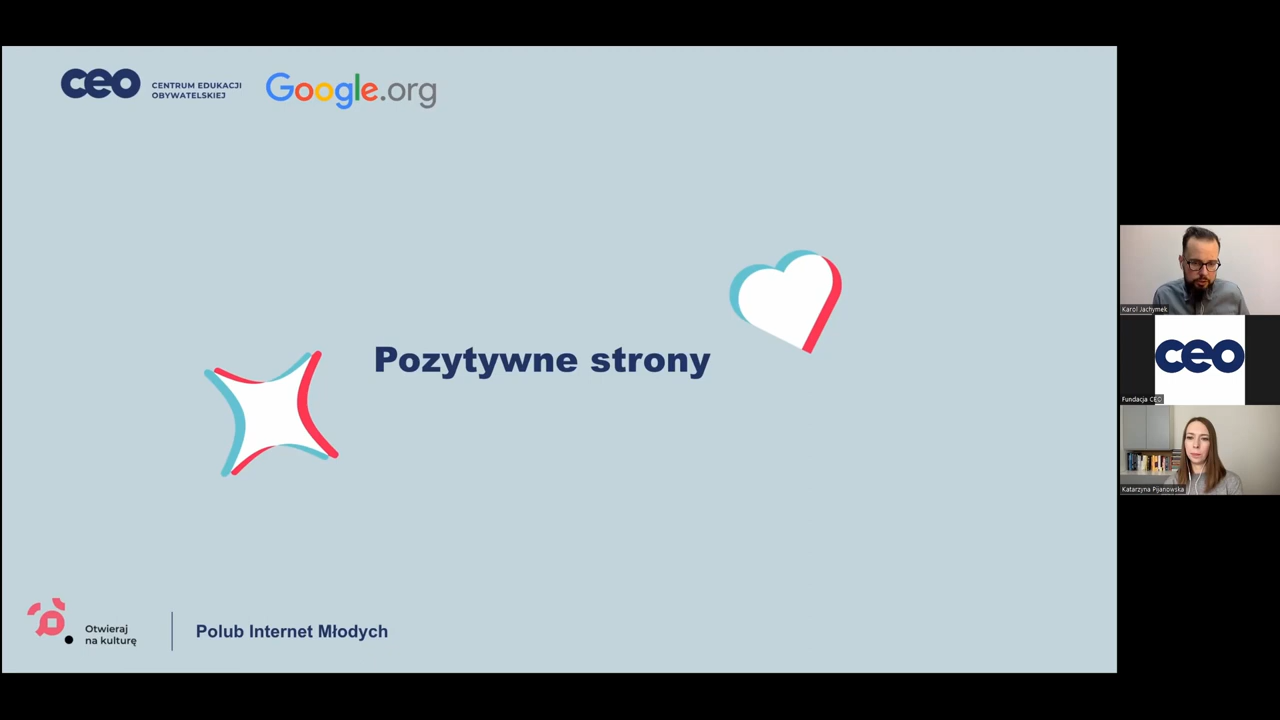 ceo
CENTRUM EDUKACJI
OBYWATELSKIEJ
Google.org
Pozytywne strony
Otwieraj
na kulturę
Polub Internet Młodych
Karol Jachymek
ceo
Fundacja CEO
Katarzyna Pijanowska